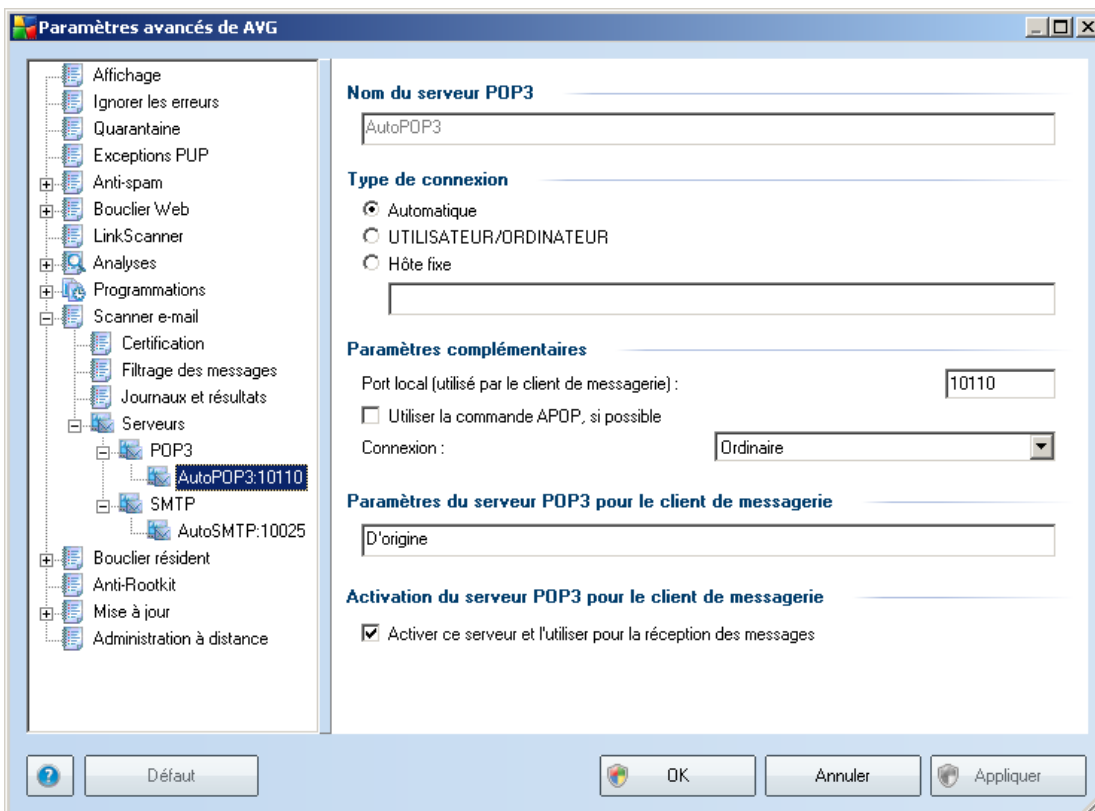 Paramètres avancés de AVG
Affichage
Ignorer les erreurs
Quarantaine
Exceptions PUP
Anti-spam
Bouclier Web
LinkScanner
Analyses
Programmations
Scanner e-mail
Certification
Filtrage des messages
Journaux et résultats
Serveurs
POP3
AutoPOP3:10110
SMTP
AutoSMTP:10025
Bouclier résident
Anti-Rootkit
Mise à jour
Administration à distance
Nom du serveur POP3
AutoPOP3
Type de connexion
Automatique
UTILISATEUR/ORDINATEUR
Hôte fixe
Paramètres complémentaires
Port local (utilisé par le client de messagerie) : 10110
Utiliser la commande APOP, si possible
Connexion : Ordinaire
Paramètres du serveur POP3 pour le client de messagerie
D'origine
Activation du serveur POP3 pour le client de messagerie
Activer ce serveur et l'utiliser pour la réception des messages
? Défaut OK Annuler Appliquer